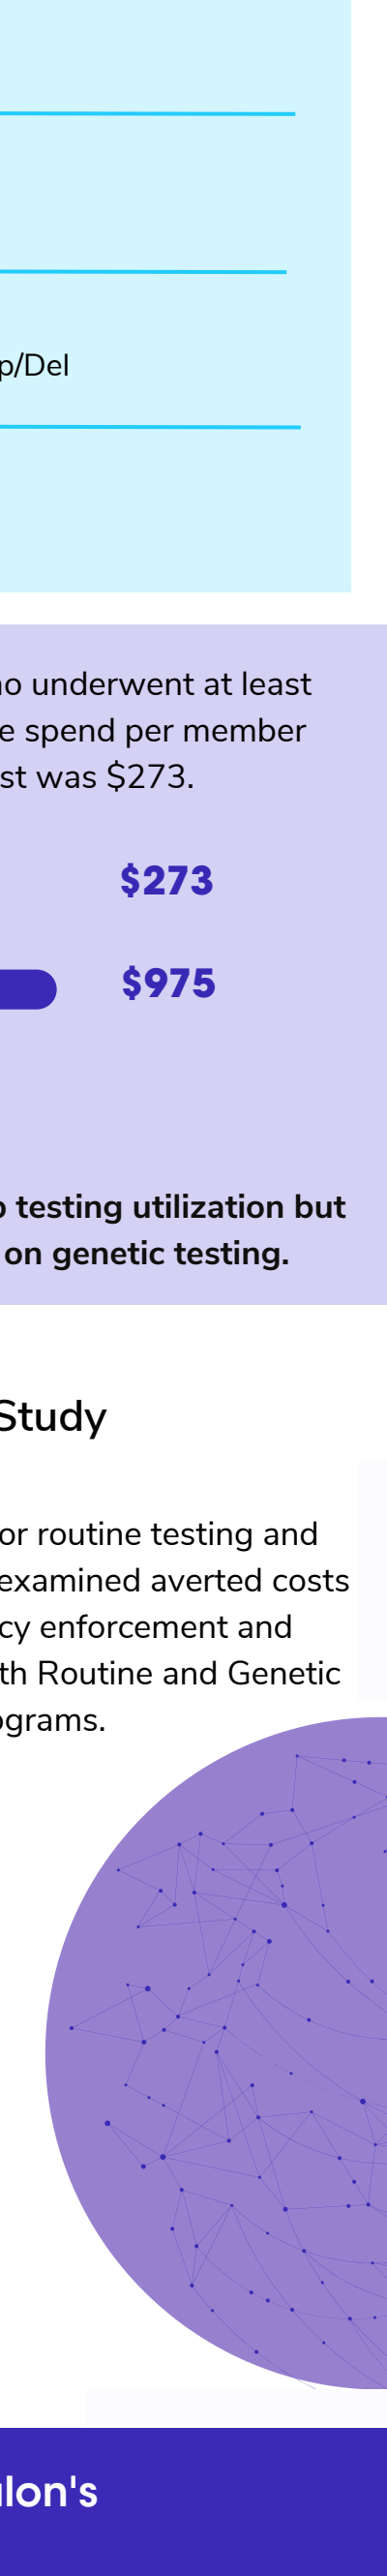 p/Del
o underwent at least
e spend per member
st was $273.
$273
$975
testing utilization but
on genetic testing.
Study
or routine testing and
examined averted costs
cy enforcement and
th Routine and Genetic
ograms.
lon's